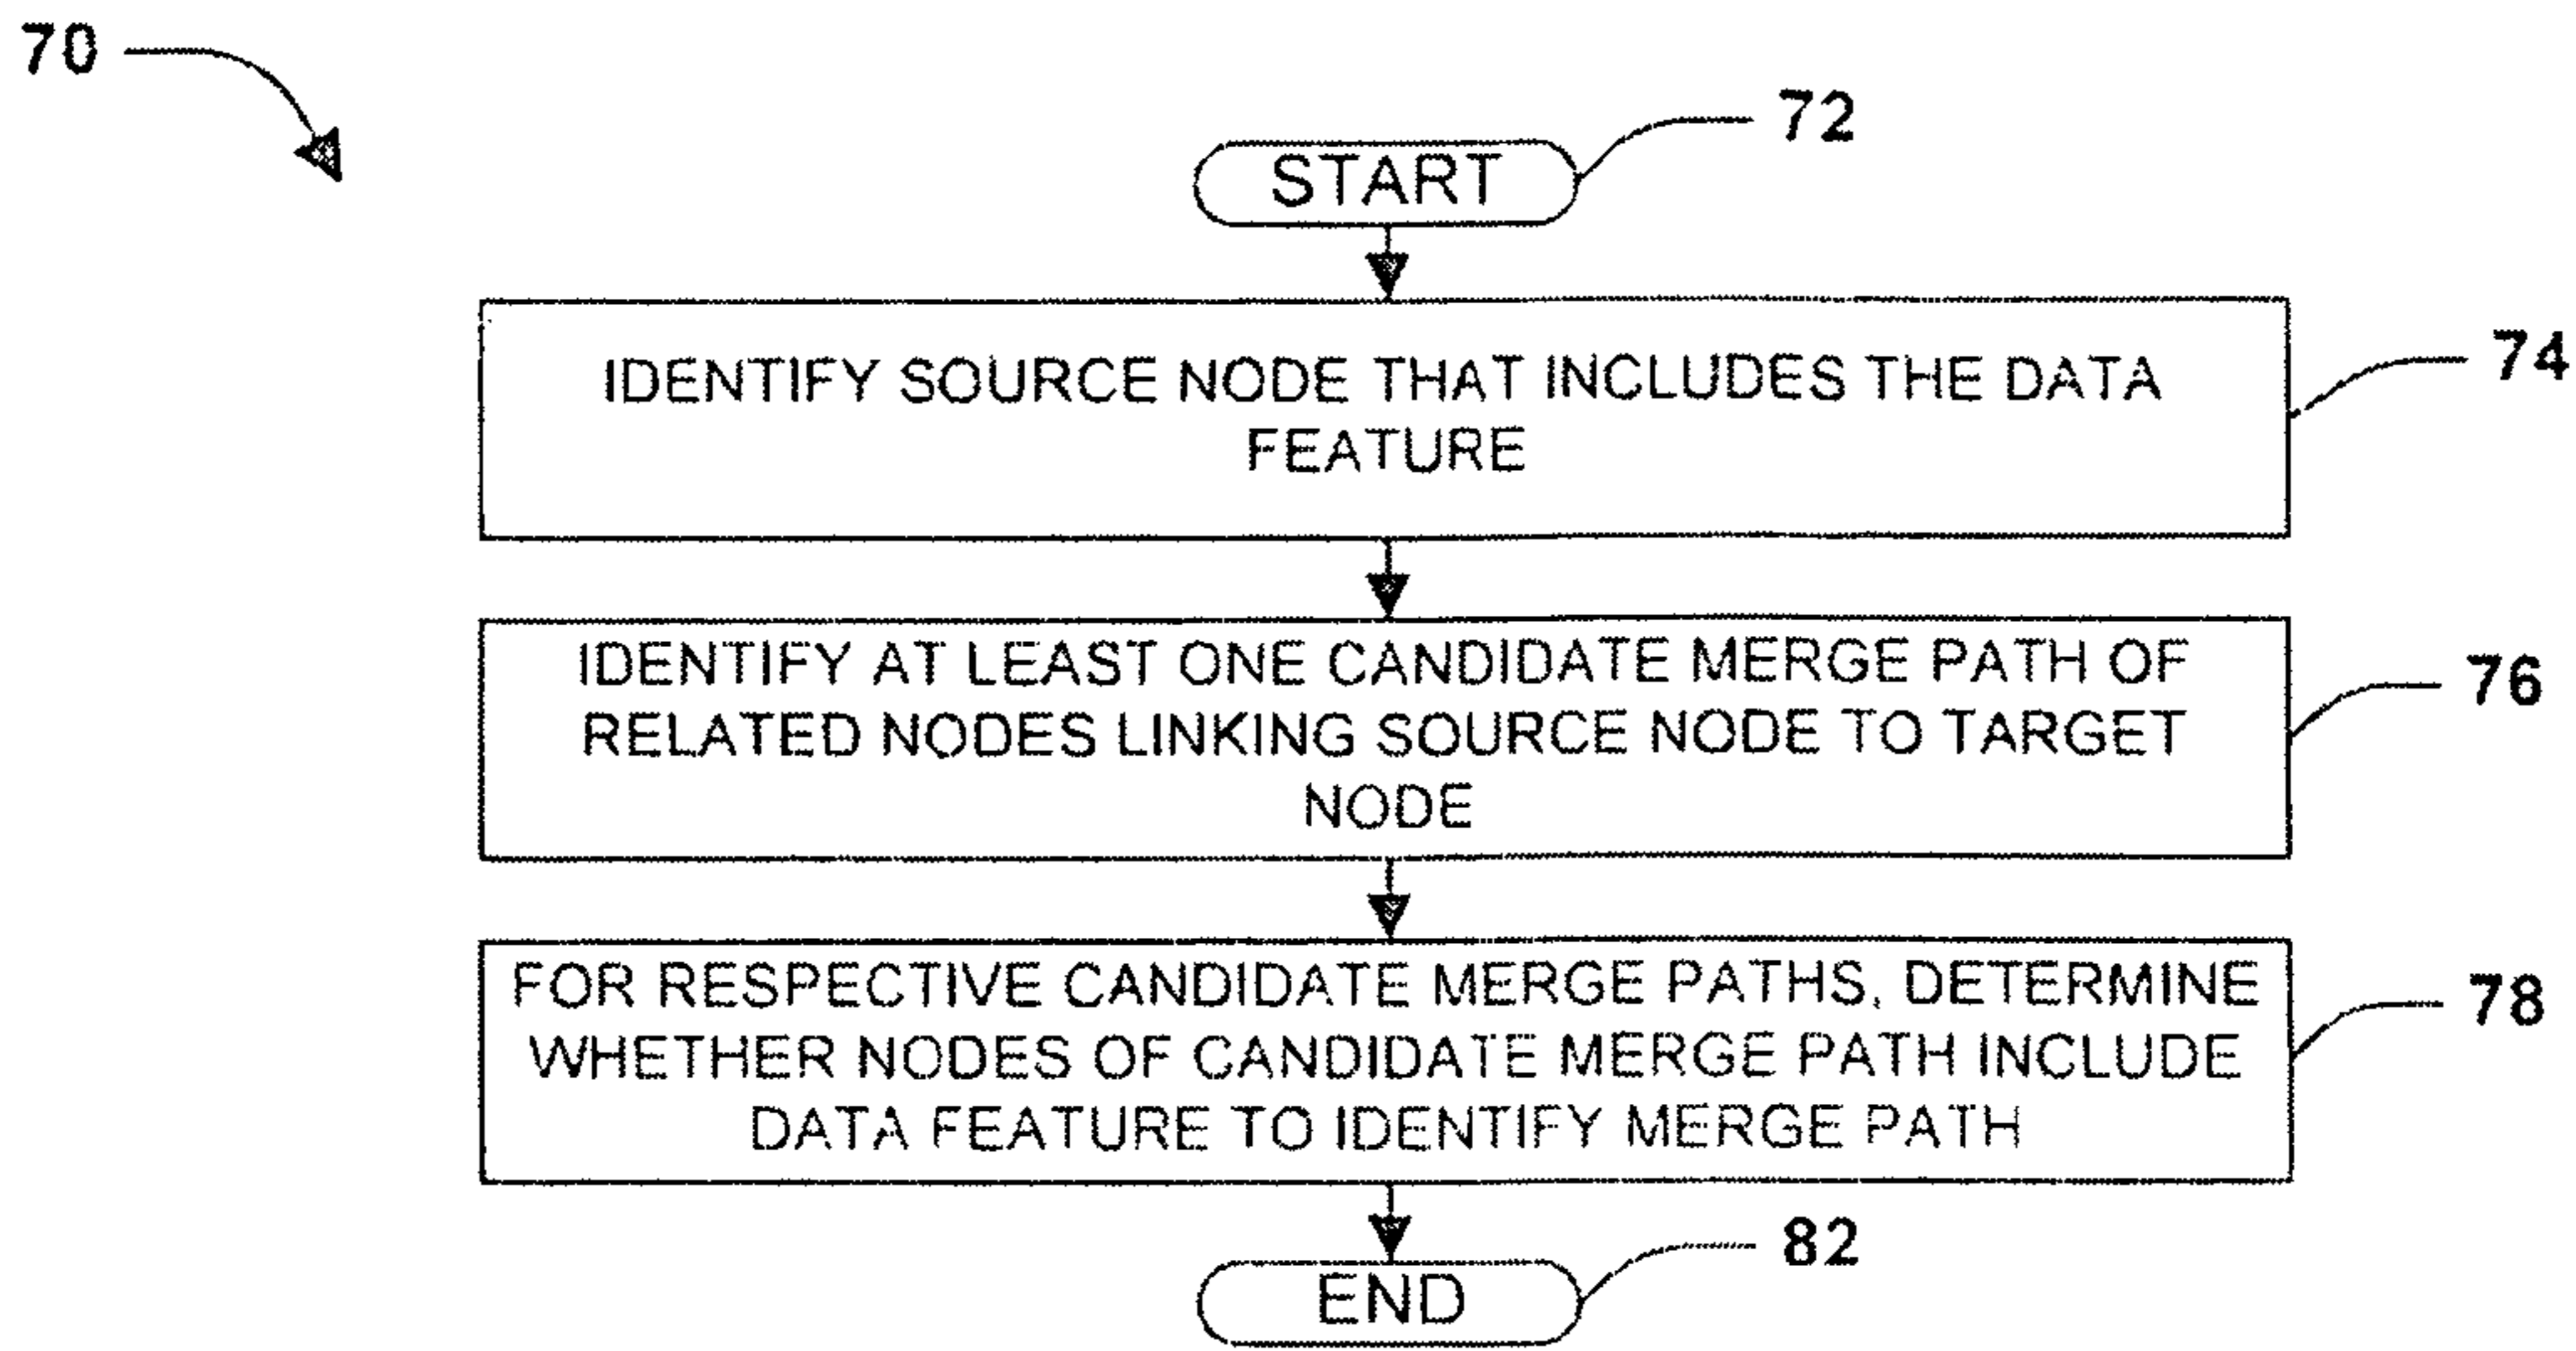 70
72
START
74
IDENTIFY SOURCE NODE THAT INCLUDES THE DATA
FEATURE
76
IDENTIFY AT LEAST ONE CANDIDATE MERGE PATH OF
RELATED NODES LINKING SOURCE NODE TO TARGET
NODE
78
FOR RESPECTIVE CANDIDATE MERGE PATHS, DETERMINE
WHETHER NODES OF CANDIDATE MERGE PATH INCLUDE
DATA FEATURE TO IDENTIFY MERGE PATH
82
END